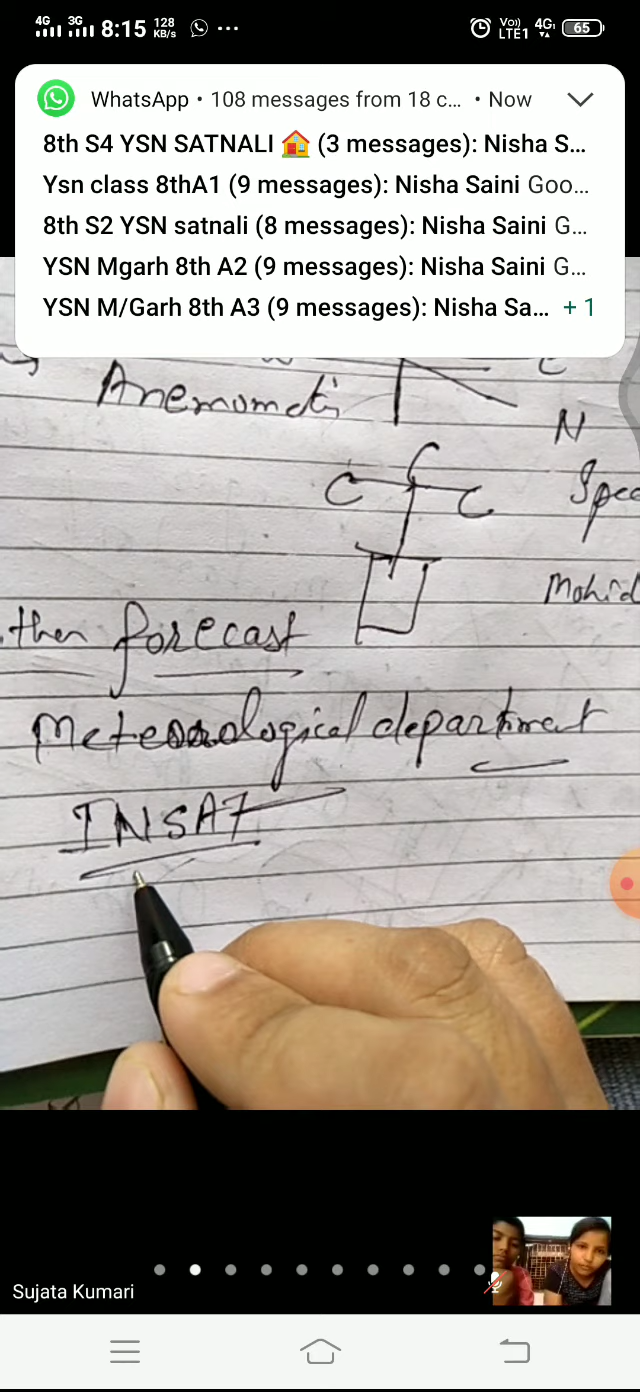 4G 3G 8:15 128 KB/s ... Vo)) LTE1 4G 65
WhatsApp • 108 messages from 18 c... • Now
8th S4 YSN SATNALI 🏠 (3 messages): Nisha S...
Ysn class 8thA1 (9 messages): Nisha Saini Goo...
8th S2 YSN satnali (8 messages): Nisha Saini G...
YSN Mgarh 8th A2 (9 messages): Nisha Saini G...
YSN M/Garh 8th A3 (9 messages): Nisha Sa... + 1
N
C C Spee
forecast
Meteorological department
INSAT
Sujata Kumari